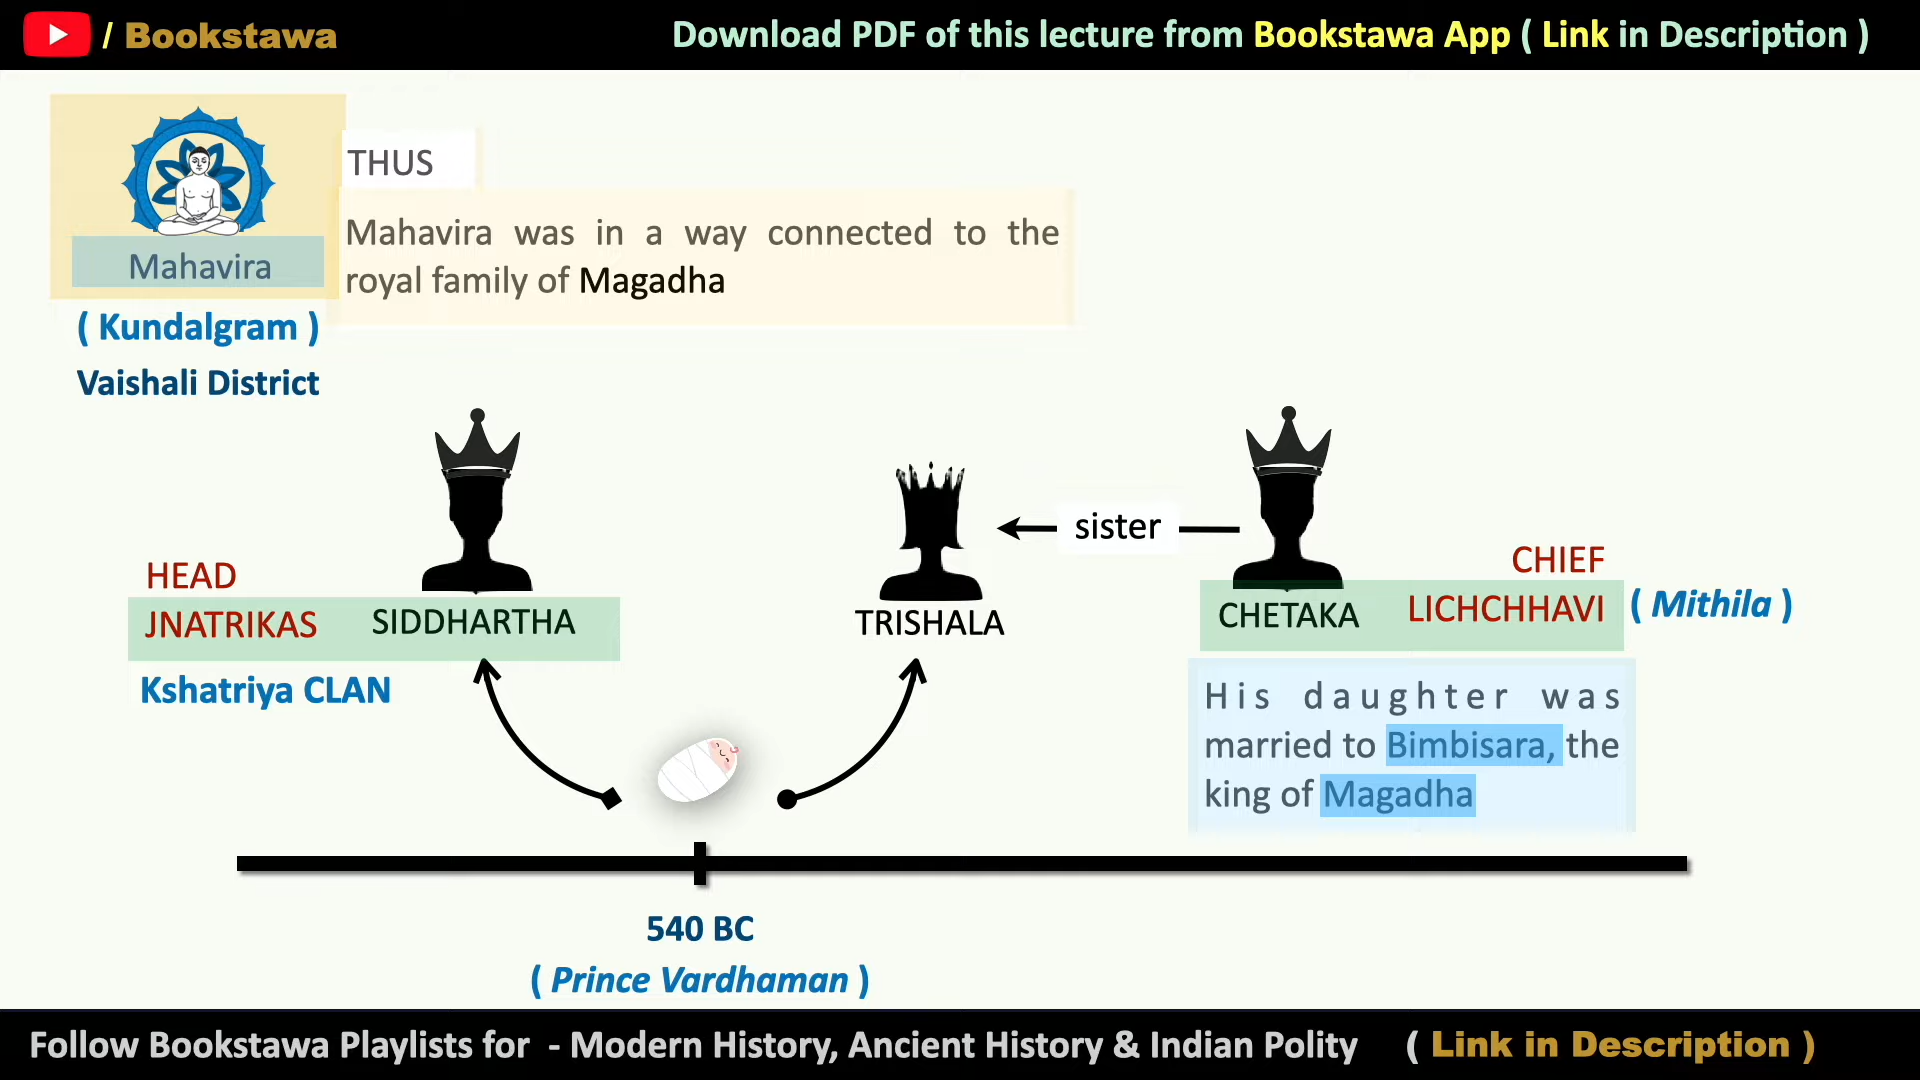 / Bookstawa
Download PDF of this lecture from Bookstawa App ( Link in Description )
THUS
Mahavira was in a way connected to the
royal family of Magadha
Mahavira
( Kundalgram )
Vaishali District
sister
HEAD
JNATRIKAS
SIDDHARTHA
Kshatriya CLAN
TRISHALA
CHIEF
CHETAKA
LICHCHHAVI
( Mithila )
His daughter was
married to Bimbisara, the
king of Magadha
540 BC
( Prince Vardhaman )
Follow Bookstawa Playlists for - Modern History, Ancient History & Indian Polity ( Link in Description )